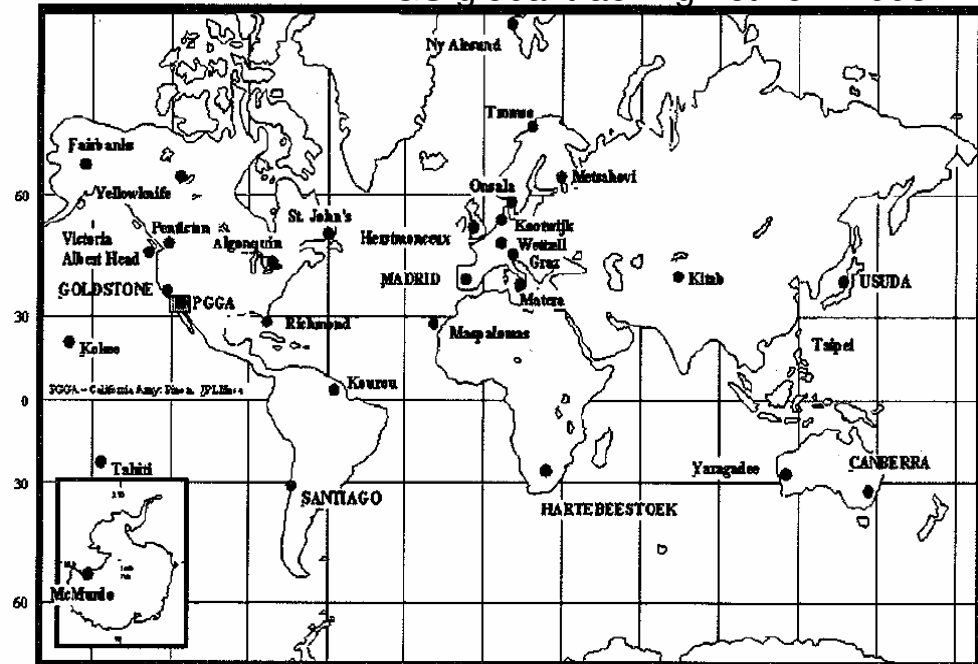 Ny Alesund
Tromso
Fairbanks
Metsahovi
Yellowknife
Onsala
60
St. John's
Penticton
Kootwijk
Algonquin
Herstmonceux
Victoria
Wettzell
Albert Head
Graz
MADRID
Kitab
USUDA
GOLDSTONE
PGGA
Matera
30
Richmond
Maspalomas
Kokee
Taipei
Kourou
0
Tahiti
Yaragadee
CANBERRA
30
SANTIAGO
HARTEBEESTOEK
McMurdo
60